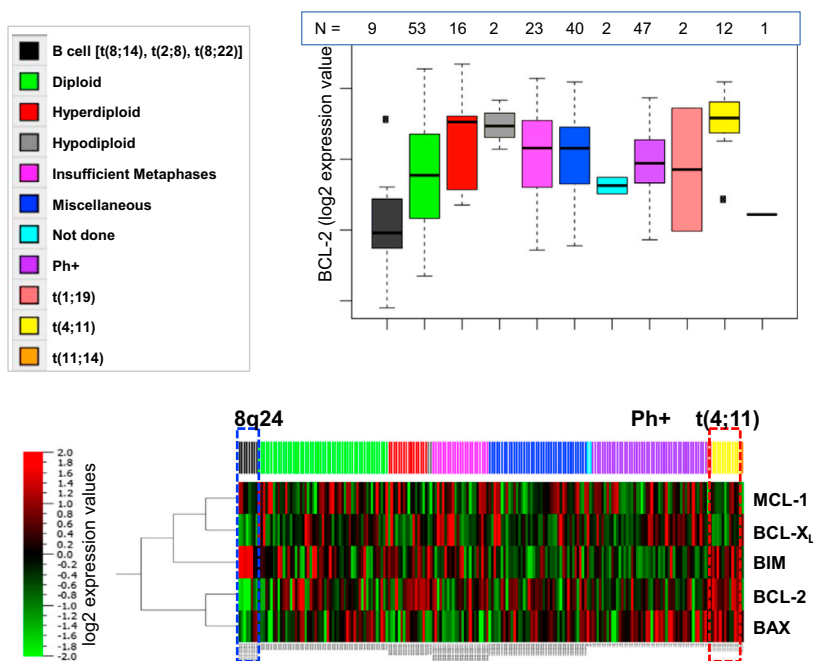 B cell [t(8;14), t(2;8), t(8;22)]
Diploid
Hyperdiploid
Hypodiploid
Insufficient Metaphases
Miscellaneous
Not done
Ph+
t(1;19)
t(4;11)
t(11;14)
N = 9 53 16 2 23 40 2 47 2 12 1
BCL-2 (log2 expression value
8q24 Ph+ t(4;11)
2.0
1.8
1.6
1.4
1.2
1.0
0.8
0.6
0.4
0.2
0.0
-0.2
-0.4
-0.6
-0.8
-1.0
-1.2
-1.4
-1.6
-1.8
-2.0
log2 expression values
MCL-1
BCL-XL
BIM
BCL-2
BAX